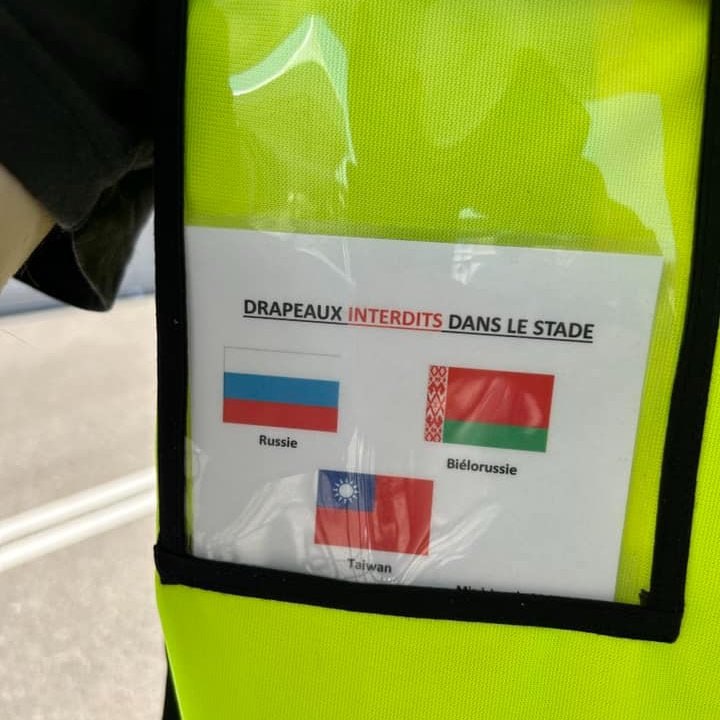 DRAPEAUX INTERDITS DANS LE STADE
Russie
Biélorussie
Taiwan